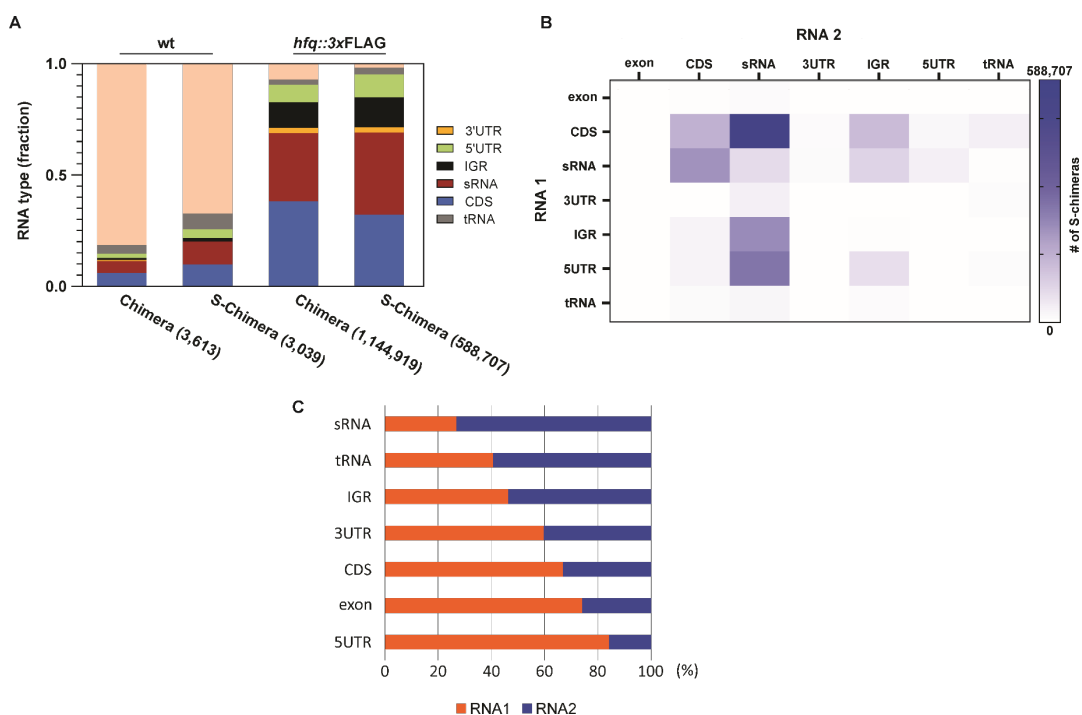 A
wt
hfq::3xFLAG
RNA type (fraction)
1.0
0.5
0.0
Chimera (3,613)
S-Chimera (3,039)
Chimera (1,144,919)
S-Chimera (588,707)
3'UTR
5'UTR
IGR
sRNA
CDS
tRNA
B
RNA 2
exon CDS sRNA 3UTR IGR 5UTR tRNA
RNA 1
exon
CDS
sRNA
3UTR
IGR
5UTR
tRNA
588,707
0
# of S-chimeras
C
sRNA
tRNA
IGR
3UTR
CDS
exon
5UTR
0 20 40 60 80 100 (%)
RNA1 RNA2